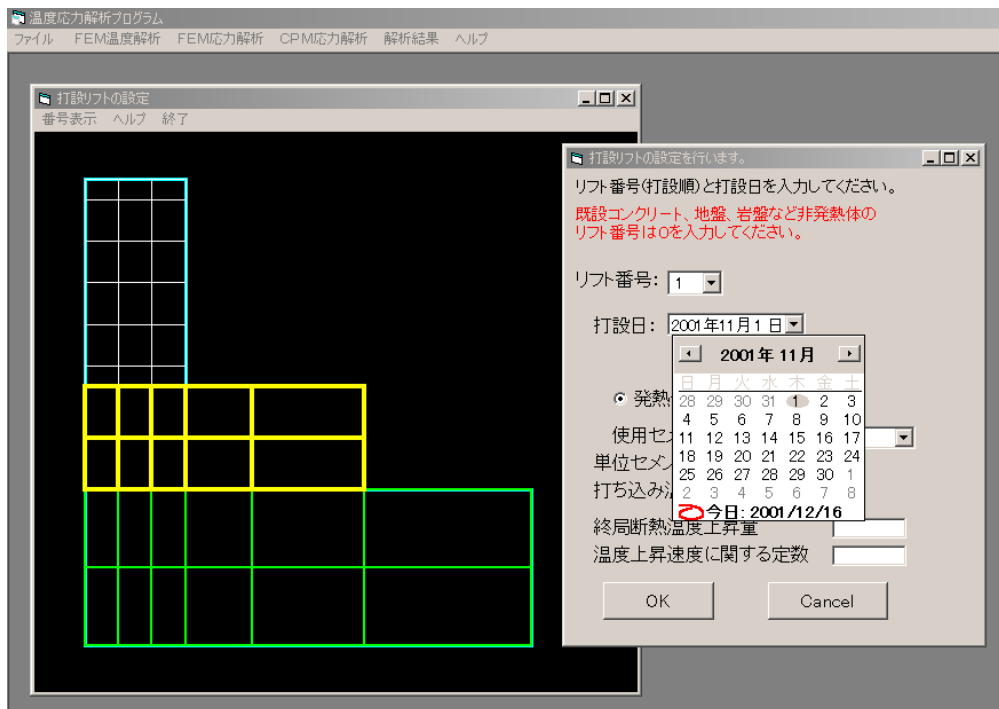 温度応力解析プログラム
ファイル FEM温度解析 FEM応力解析 CPM応力解析 解析結果 ヘルプ
打設リフトの設定
番号表示 ヘルプ 終了
打設リフトの設定を行います。
リフト番号(打設順)と打設日を入力してください。
既設コンクリート、地盤、岩盤など非発熱体の
リフト番号は0を入力してください。
リフト番号: 1
打設日: 2001年11月 1 日
2001 年 11月
日 月 火 水 木 金 土
28 29 30 31 1 2 3
4 5 6 7 8 9 10
11 12 13 14 15 16 17
18 19 20 21 22 23 24
25 26 27 28 29 30 1
2 3 4 5 6 7 8
今日: 2001/12/16
発熱
使用セ
単位セメン
打ち込み
終局断熱温度上昇量
温度上昇速度に関する定数
OK Cancel